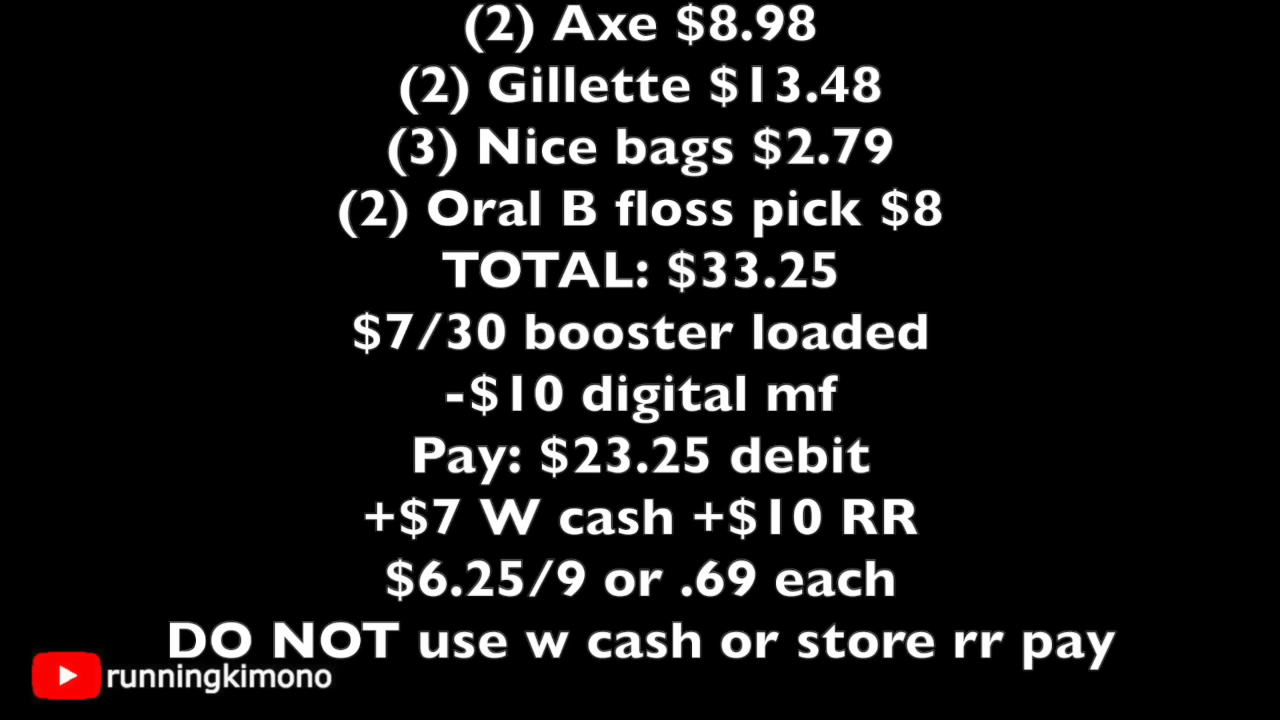 (2) Axe $8.98
(2) Gillette $13.48
(3) Nice bags $2.79
(2) Oral B floss pick $8
TOTAL: $33.25
$7/30 booster loaded
-$10 digital mf
Pay: $23.25 debit
+$7 W cash +$10 RR
$6.25/9 or .69 each
DO NOT use w cash or store rr pay
runningkimono